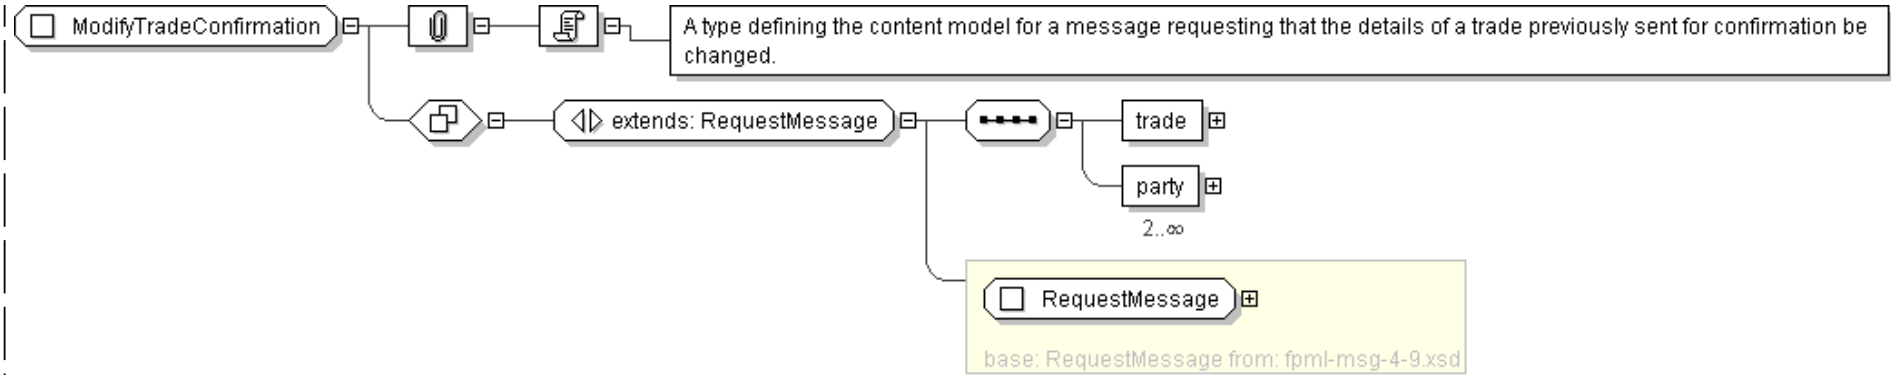 ModifyTradeConfirmation
A type defining the content model for a message requesting that the details of a trade previously sent for confirmation be
changed.
extends: RequestMessage
trade
party
2..∞
RequestMessage
base: RequestMessage from: fpml-msg-4-9.xsd